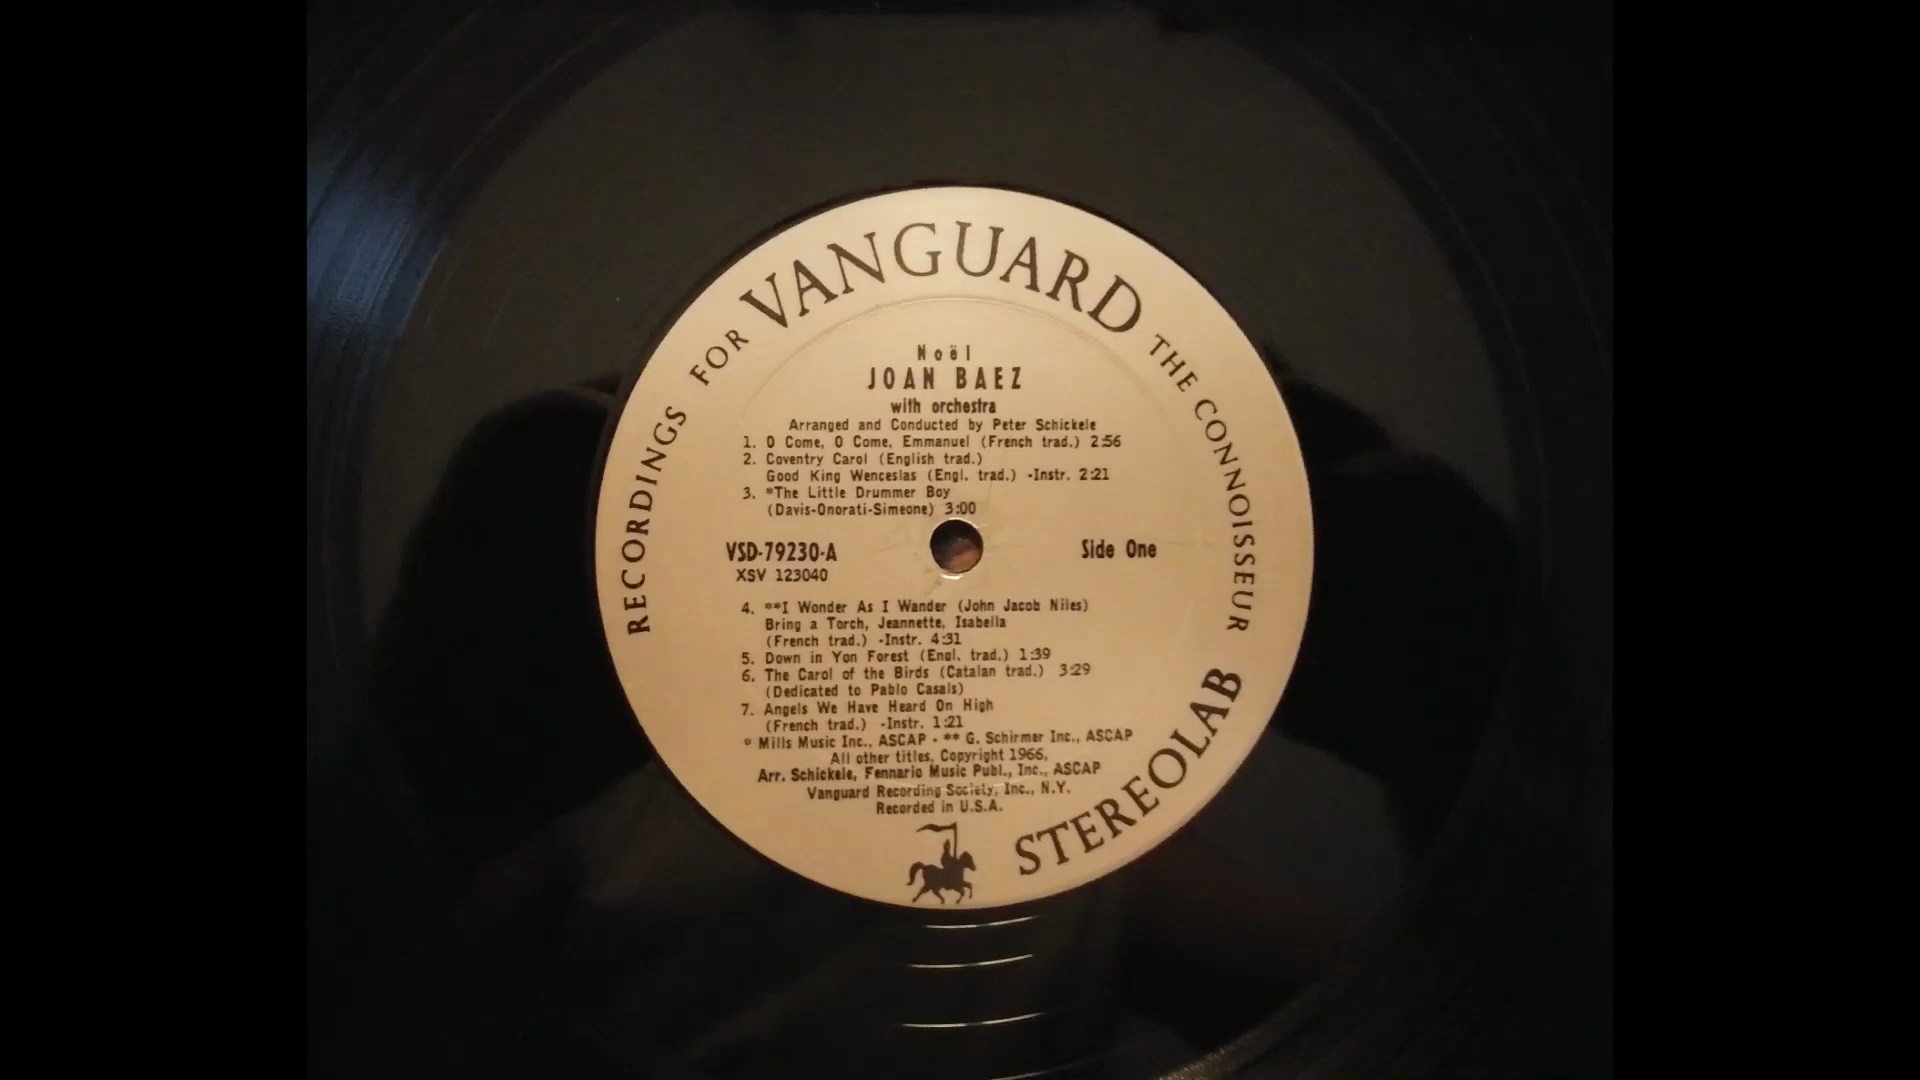 RECORDINGS FOR VANGUARD THE CONNOISSEUR
Noël
JOAN BAEZ
with orchestra
Arranged and Conducted by Peter Schickele
1. O Come, O Come, Emmanuel (French trad.) 2:56
2. Coventry Carol (English trad.)
Good King Wenceslas (Engl. trad.) -Instr. 2:21
3. *The Little Drummer Boy
(Davis-Onorati-Simeone) 3:00
VSD-79230-A
Side One
XSV 123040
4. **I Wonder As I Wander (John Jacob Niles)
Bring a Torch, Jeannette, Isabella
(French trad.) -Instr. 4:31
5. Down in Yon Forest (Engl. trad.) 1:39
6. The Carol of the Birds (Catalan trad.) 3:29
(Dedicated to Pablo Casals)
7. Angels We Have Heard On High
(French trad.) -Instr. 1:21
* Mills Music Inc., ASCAP - ** G. Schirmer Inc., ASCAP
All other titles, Copyright 1966,
Arr. Schickele, Fennario Music Publ., Inc., ASCAP
Vanguard Recording Society, Inc., N.Y.
Recorded in U.S.A.
STEREOLAB